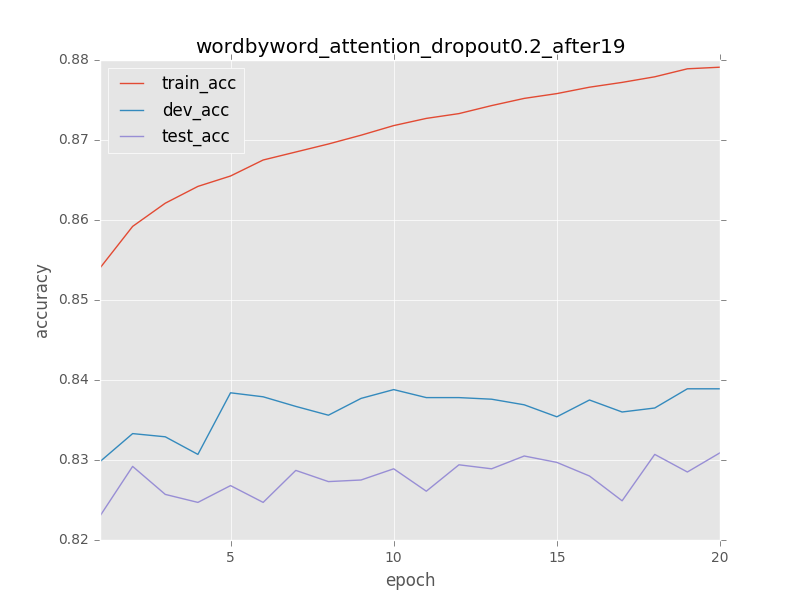 wordbyword_attention_dropout0.2_after19
0.88
0.87
0.86
0.85
0.84
0.83
0.82
train_acc
dev_acc
test_acc
accuracy
5
10
15
20
epoch